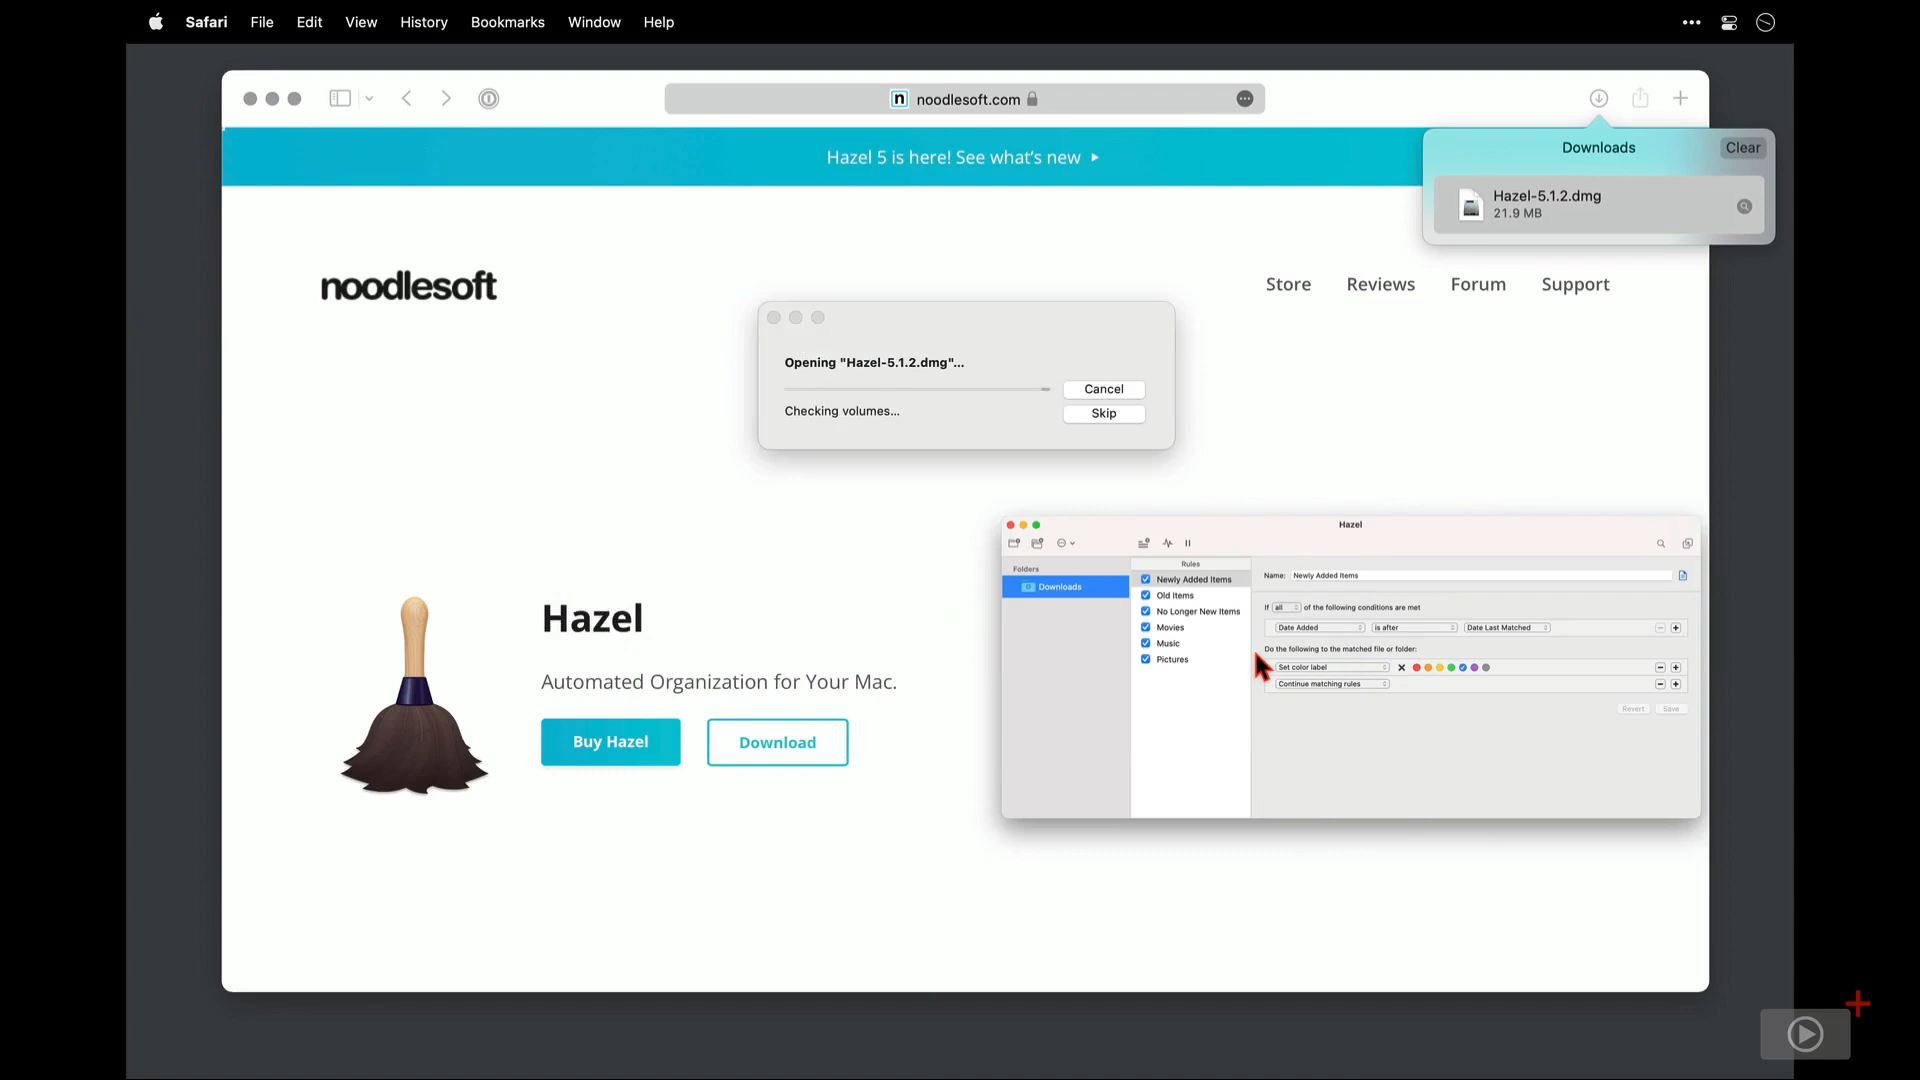 Safari File Edit View History Bookmarks Window Help
noodlesoft.com
Hazel 5 is here! See what's new
Downloads Clear
Hazel-5.1.2.dmg
21.9 MB
noodlesoft
Store Reviews Forum Support
Opening "Hazel-5.1.2.dmg"...
Cancel
Checking volumes...
Skip
Hazel
Automated Organization for Your Mac.
Buy Hazel Download
Hazel
Folders
Downloads
Rules
Newly Added Items
Old Items
No Longer New Items
Movies
Music
Pictures
Name: Newly Added Items
If all of the following conditions are met
Date Added is after Date Last Matched
Do the following to the matched file or folder:
Set color label
Continue matching rules
Revert Save